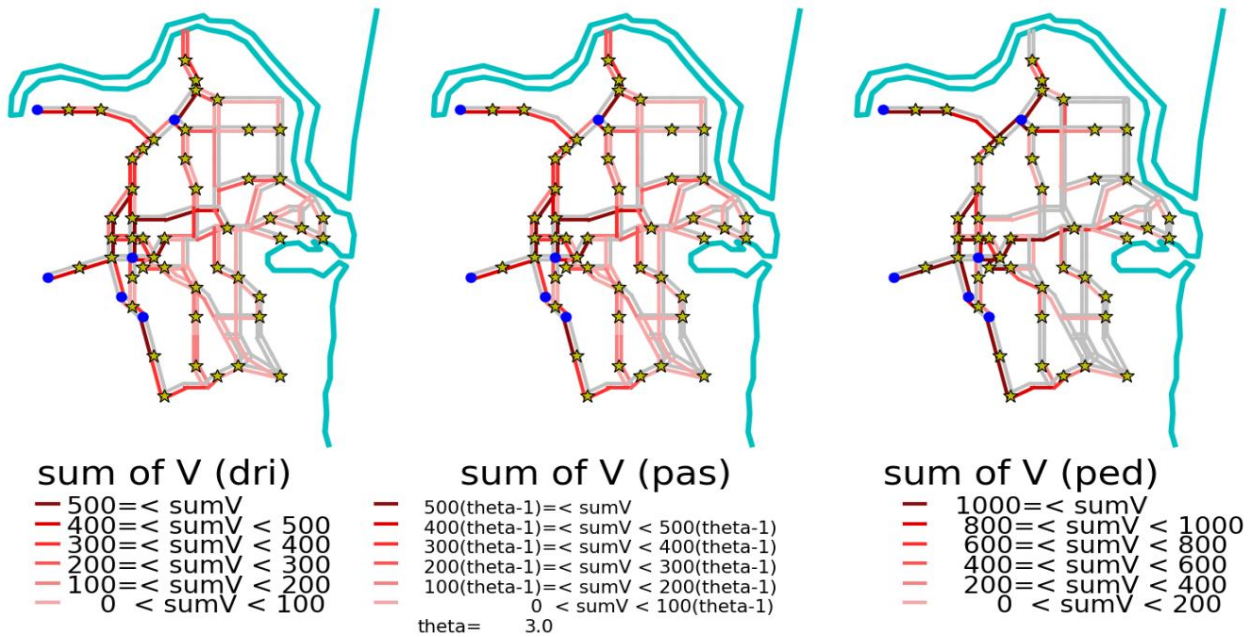 sum of V (dri)
500=< sumV
400=< sumV < 500
300=< sumV < 400
200=< sumV < 300
100=< sumV < 200
0 < sumV < 100
sum of V (pas)
500(theta-1)=< sumV
400(theta-1)=< sumV < 500(theta-1)
300(theta-1)=< sumV < 400(theta-1)
200(theta-1)=< sumV < 300(theta-1)
100(theta-1)=< sumV < 200(theta-1)
0 < sumV < 100(theta-1)
theta= 3.0
sum of V (ped)
1000=< sumV
800=< sumV < 1000
600=< sumV < 800
400=< sumV < 600
200=< sumV < 400
0 < sumV < 200